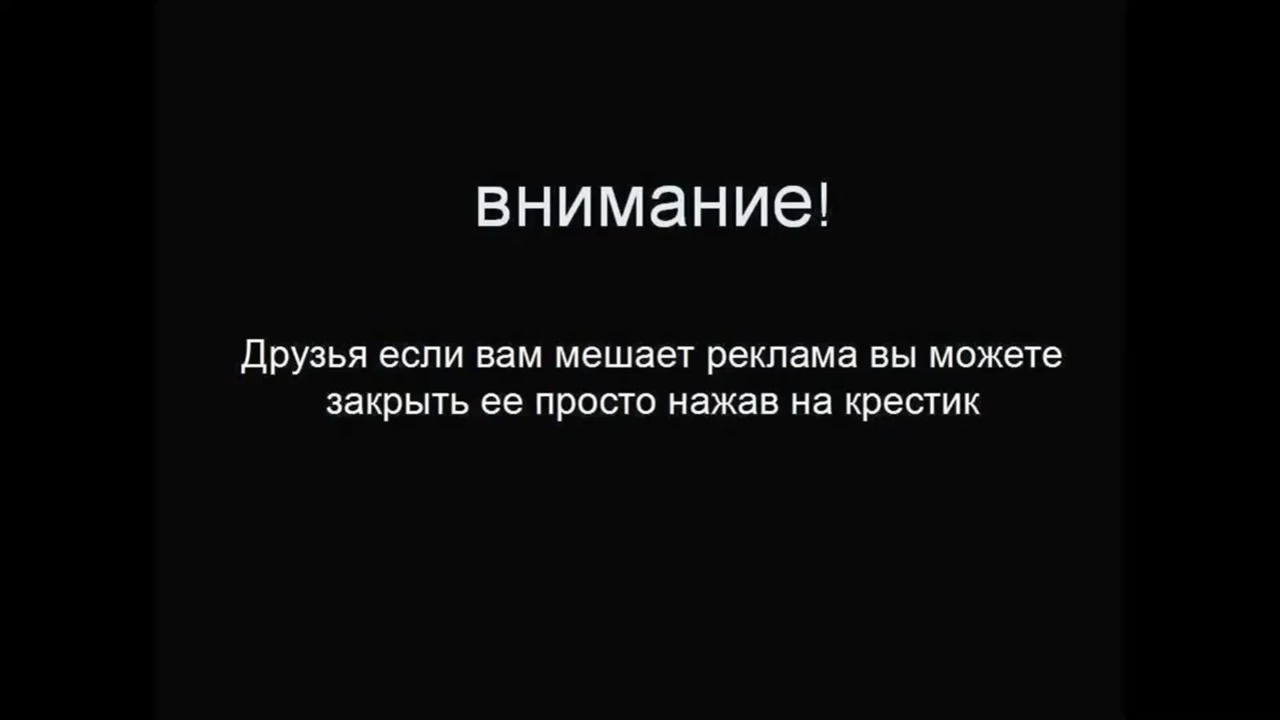 внимание!
Друзья если вам мешает реклама вы можете
закрыть ее просто нажав на крестик